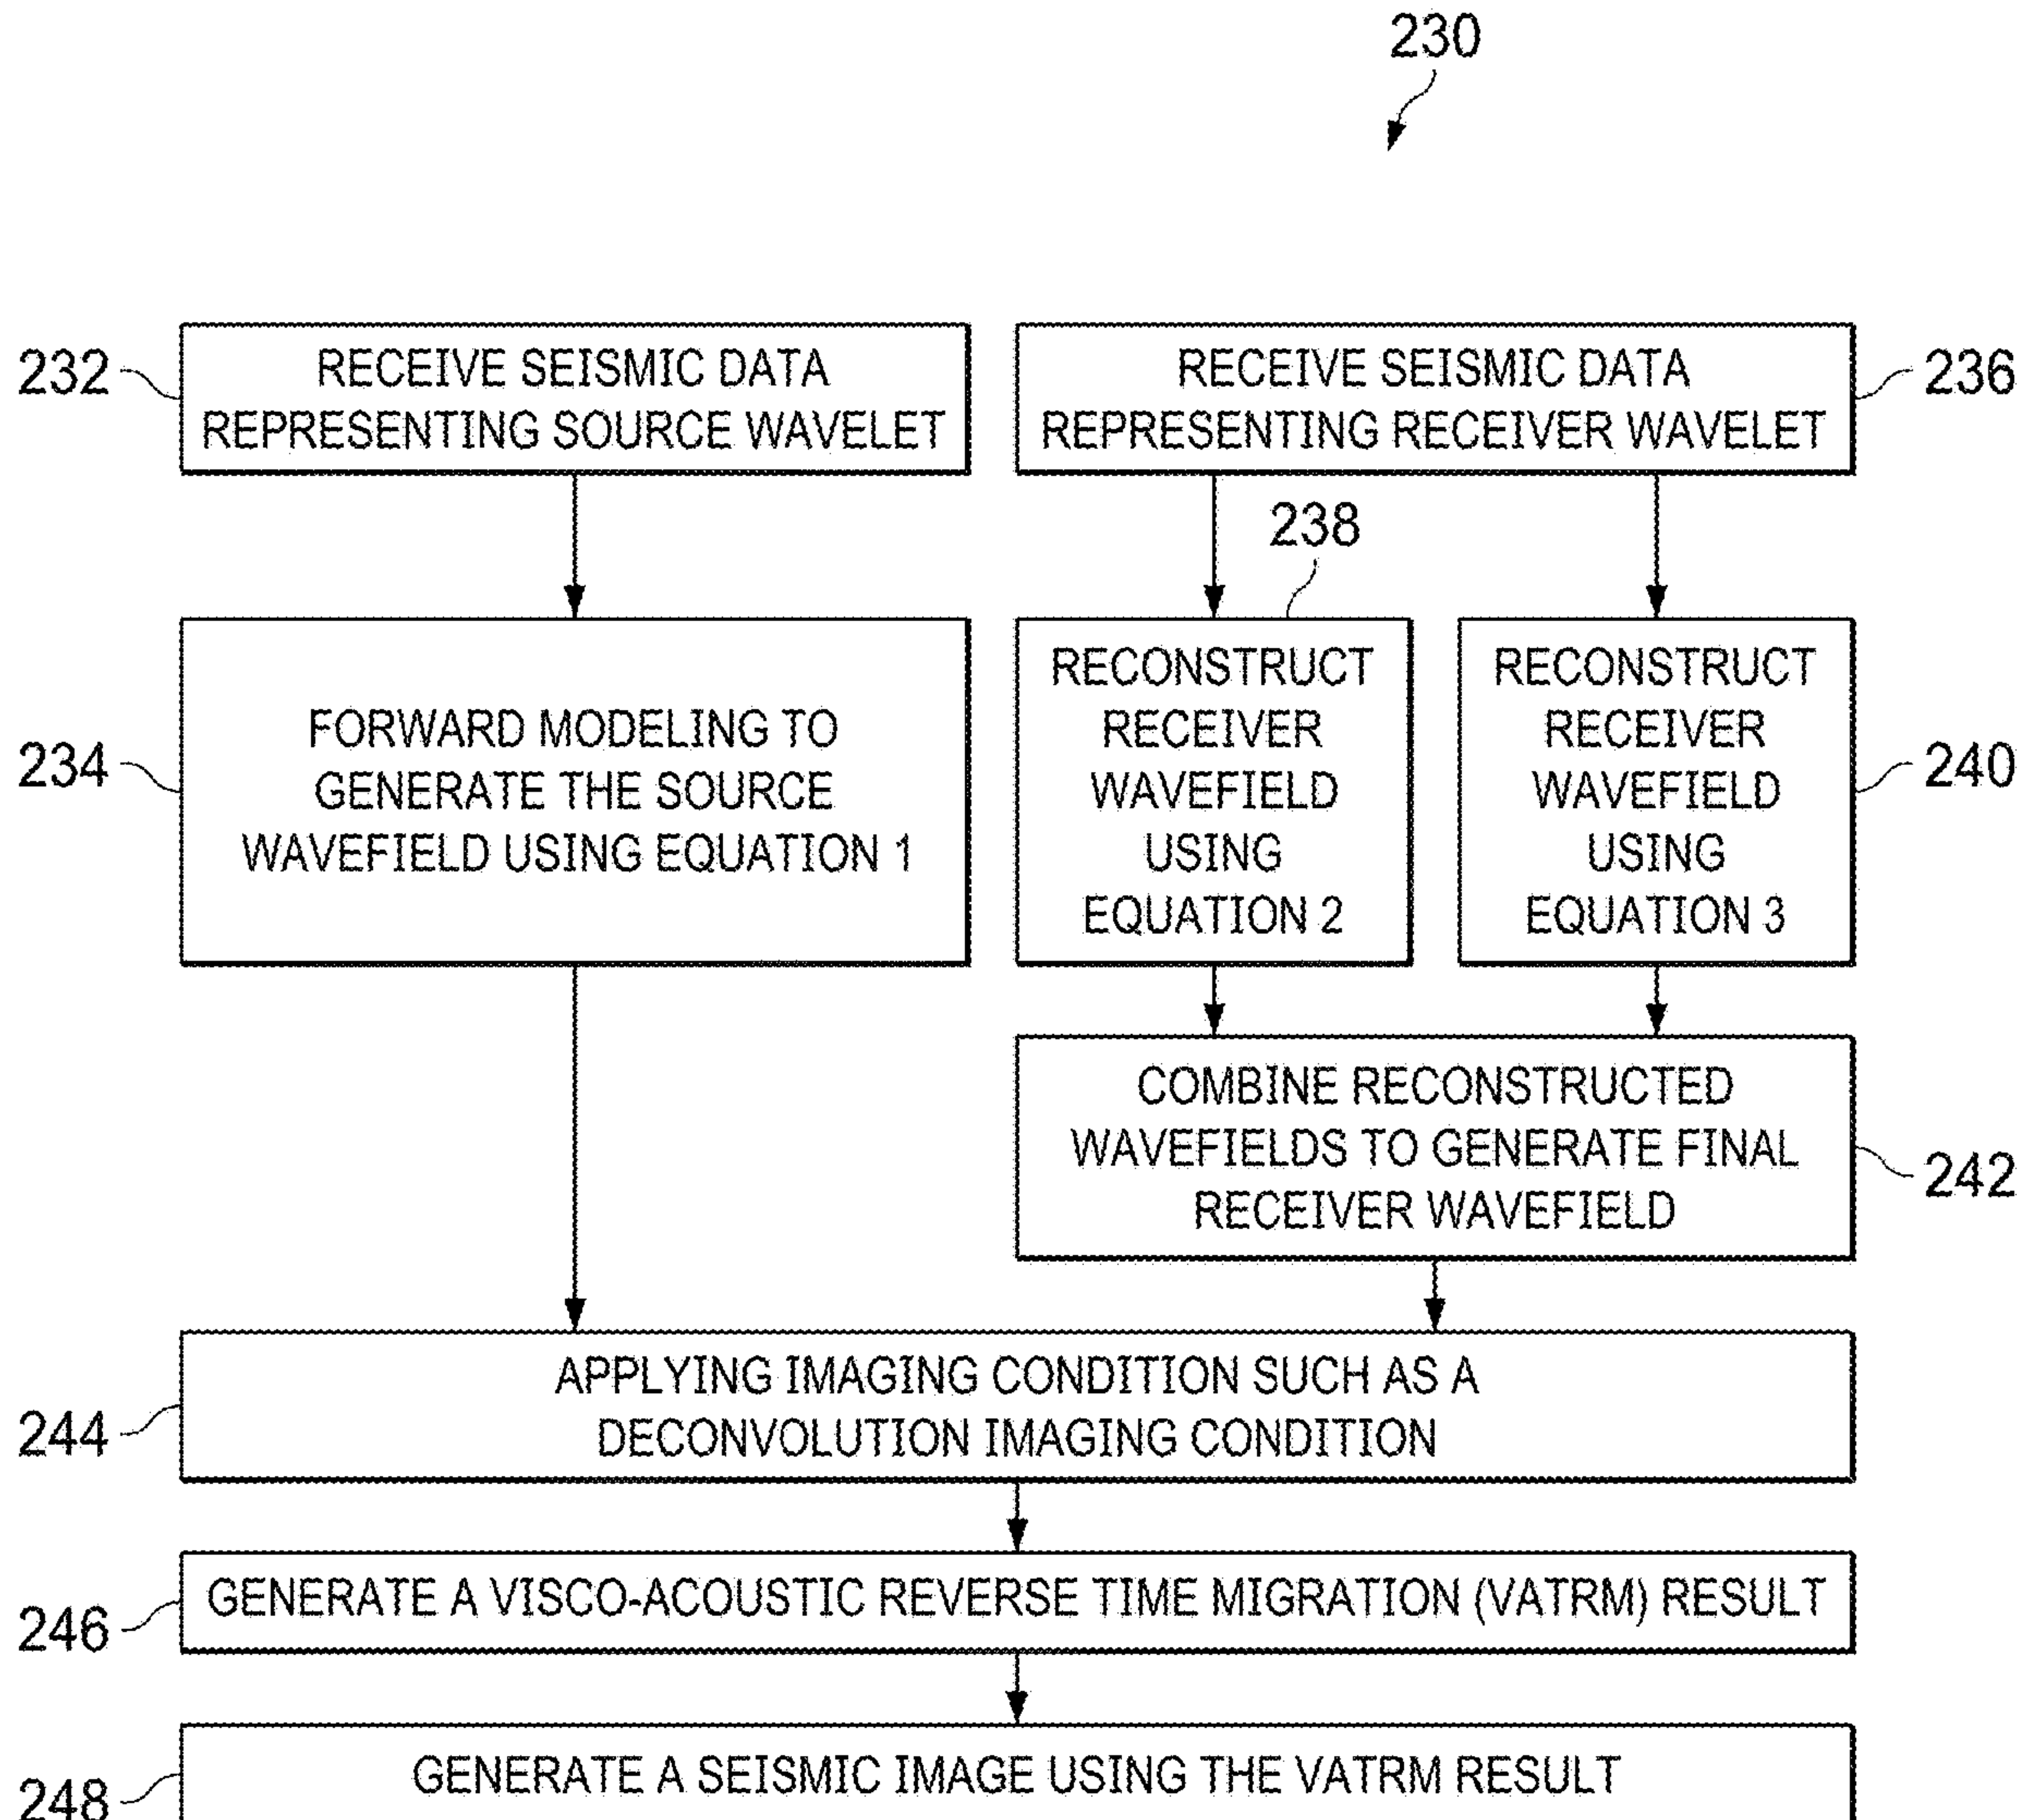 230
232
RECEIVE SEISMIC DATA
REPRESENTING SOURCE WAVELET
RECEIVE SEISMIC DATA
REPRESENTING RECEIVER WAVELET
236
238
234
FORWARD MODELING TO
GENERATE THE SOURCE
WAVEFIELD USING EQUATION 1
RECONSTRUCT
RECEIVER
WAVEFIELD
USING
EQUATION 2
RECONSTRUCT
RECEIVER
WAVEFIELD
USING
EQUATION 3
240
COMBINE RECONSTRUCTED
WAVEFIELDS TO GENERATE FINAL
RECEIVER WAVEFIELD
242
244
APPLYING IMAGING CONDITION SUCH AS A
DECONVOLUTION IMAGING CONDITION
246
GENERATE A VISCO-ACOUSTIC REVERSE TIME MIGRATION (VATRM) RESULT
248
GENERATE A SEISMIC IMAGE USING THE VATRM RESULT